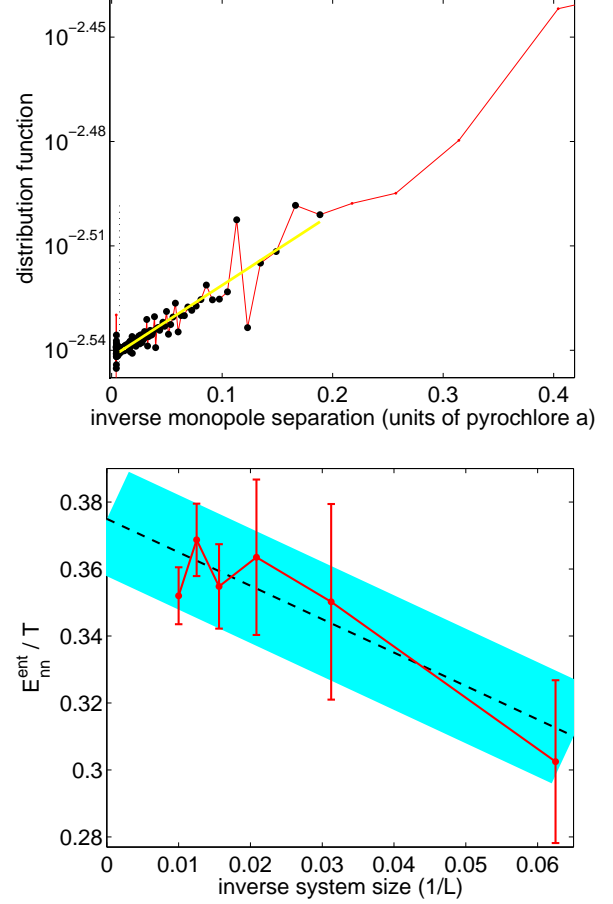 10^−2.45
10^−2.48
10^−2.51
10^−2.54
distribution function
0 0.1 0.2 0.3 0.4
inverse monopole separation (units of pyrochlore a)
0.38
0.36
0.34
0.32
0.3
0.28
E_nn^ent / T
0 0.01 0.02 0.03 0.04 0.05 0.06
inverse system size (1/L)